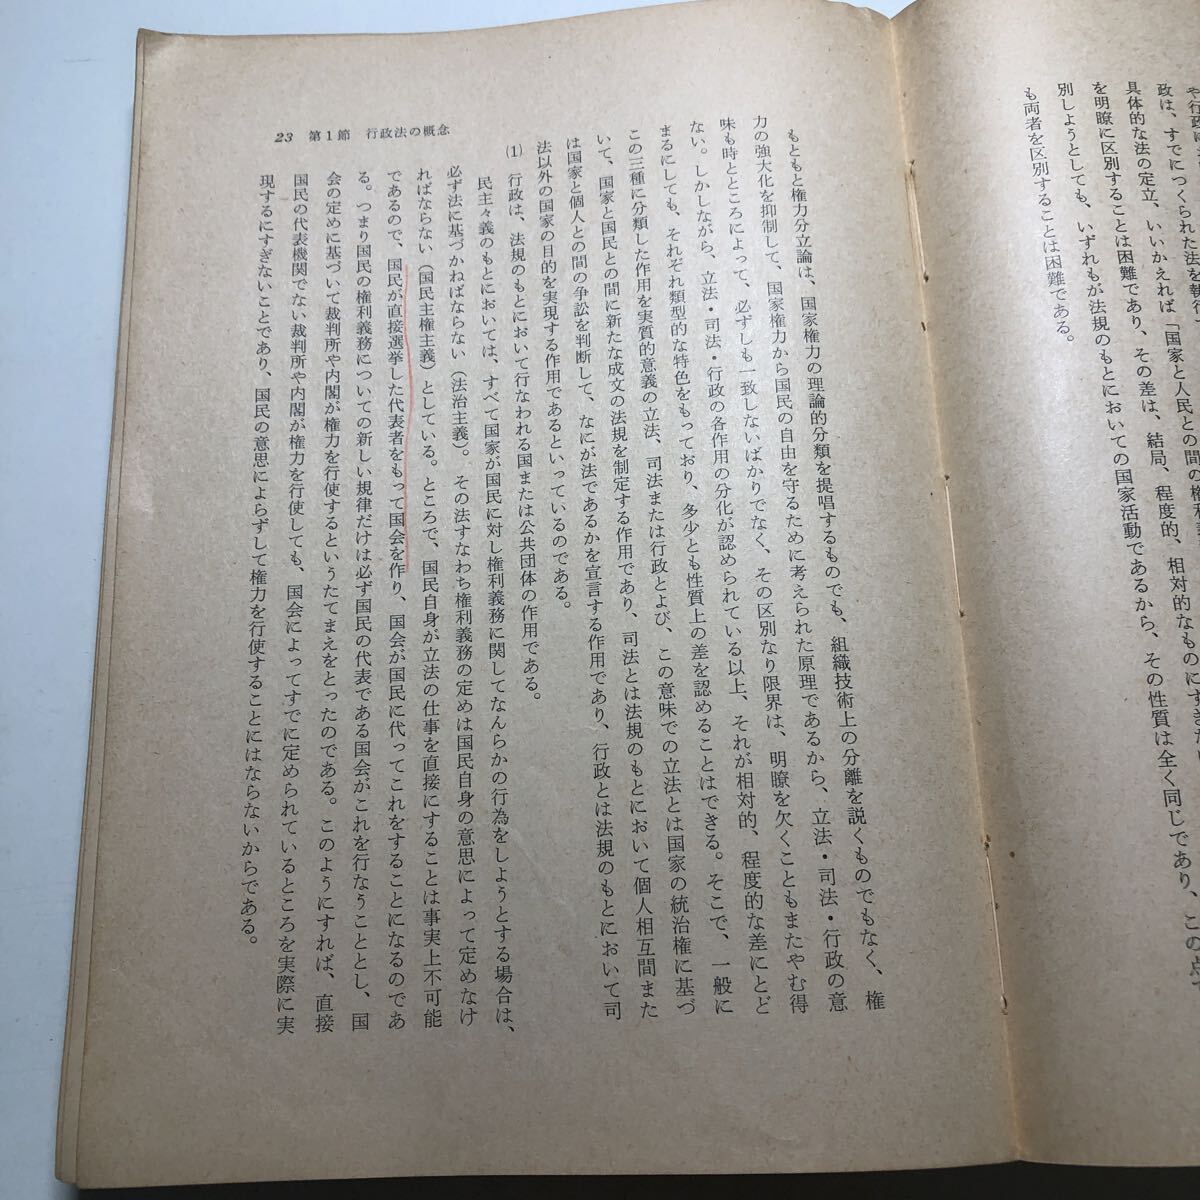 や行政は
政は、すでにつくられた法を執行
具体的な法の定立、いいかえれば「国家と人民との間の権利
を明瞭に区別することは困難であり、その差は、結局、程度的、相対的なものにすぎない
別しようとしても、いずれもが法規のもとにおいての国家活動であるから、その性質は全く同じであり、この点で
も両者を区別することは困難である。
23 第1節 行政法の概念
もともと権力分立論は、国家権力の理論的分類を提唱するものでも、組織技術上の分離を説くものでもなく、権
力の強大化を抑制して、国家権力から国民の自由を守るために考えられた原理であるから、立法・司法・行政の意
味も時とところによって、必ずしも一致しないばかりでなく、その区別なり限界は、明瞭を欠くこともまたやむ得
ない。しかしながら、立法・司法・行政の各作用の分化が認められている以上、それが相対的、程度的な差にとど
まるにしても、それぞれ類型的な特色をもっており、多少とも性質上の差を認めることはできる。そこで、一般に
この三種に分類した作用を実質的意義の立法、司法または行政とよび、この意味での立法とは国家の統治権に基づ
いて、国家と国民との間に新たな成文の法規を制定する作用であり、司法とは法規のもとにおいて個人相互間また
は国家と個人との間の争訟を判断して、なにが法であるかを宣言する作用であり、行政とは法規のもとにおいて司
法以外の国家の目的を実現する作用であるといっているのである。
(1) 行政は、法規のもとにおいて行なわれる国または公共団体の作用である。
民主々義のもとにおいては、すべて国家が国民に対し権利義務に関してなんらかの行為をしようとする場合は、
必ず法に基づかねばならない（法治主義）。その法すなわち権利義務の定めは国民自身の意思によって定めなけ
ればならない（国民主権主義）としている。ところで、国民自身が立法の仕事を直接にすることは事実上不可能
であるので、国民が直接選挙した代表者をもって国会を作り、国会が国民に代ってこれをすることになるのであ
る。つまり国民の権利義務についての新しい規律だけは必ず国民の代表である国会がこれを行なうこととし、国
会の定めに基づいて裁判所や内閣が権力を行使するというたてまえをとったのである。このようにすれば、直接
国民の代表機関でない裁判所や内閣が権力を行使しても、国会によってすでに定められているところを実際に実
現するにすぎないことであり、国民の意思によらずして権力を行使することにはならないからである。